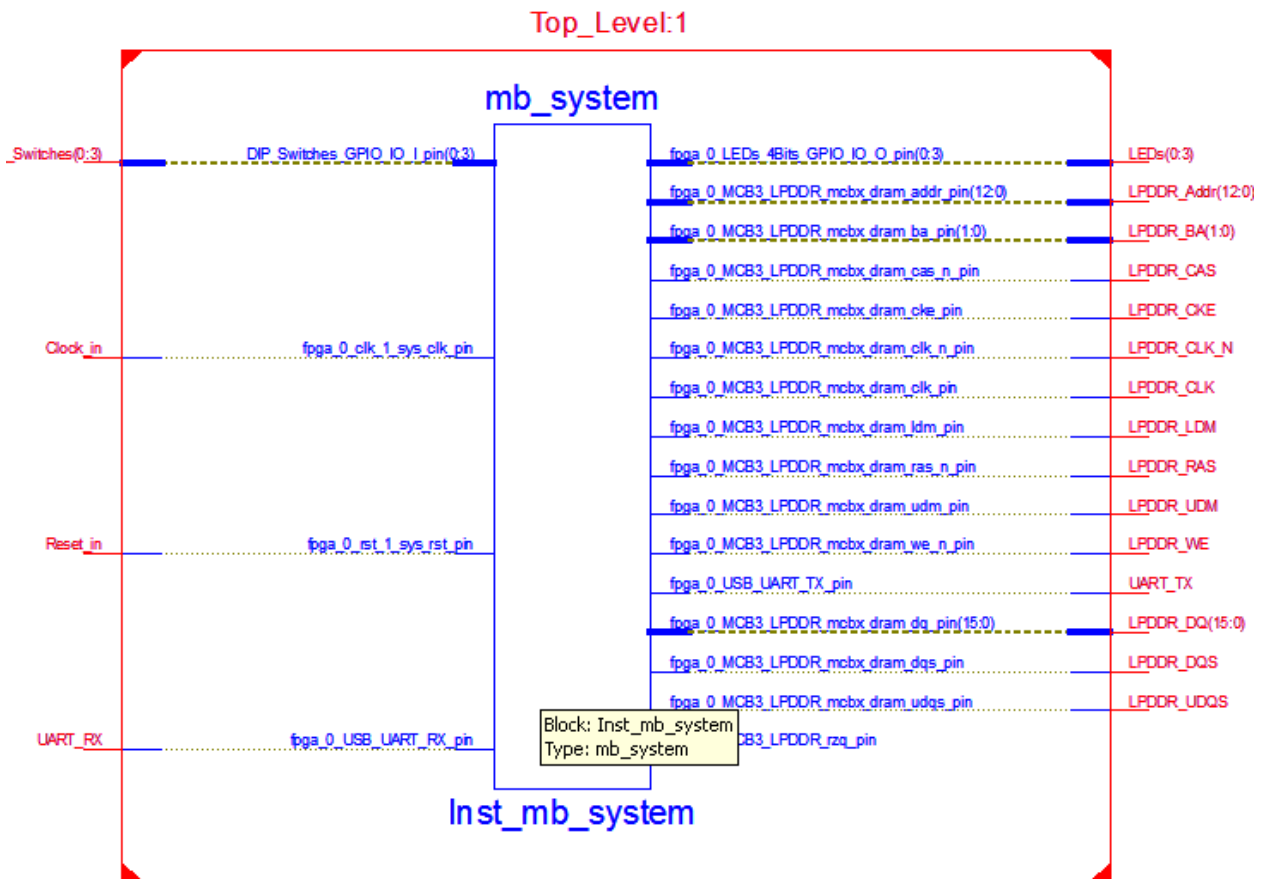 Top_Level:1
mb_system
_Switches(0:3) DIP_Switches_GPIO_IO_I_pin(0:3) fpga_0_LEDs_4Bits_GPIO_IO_O_pin(0:3) LEDs(0:3)
fpga_0_MCB3_LPDDR_mcbx_dram_addr_pin(12:0) LPDDR_Addr(12:0)
fpga_0_MCB3_LPDDR_mcbx_dram_ba_pin(1:0) LPDDR_BA(1:0)
fpga_0_MCB3_LPDDR_mcbx_dram_cas_n_pin LPDDR_CAS
fpga_0_MCB3_LPDDR_mcbx_dram_cke_pin LPDDR_CKE
Clock_in fpga_0_clk_1_sys_clk_pin fpga_0_MCB3_LPDDR_mcbx_dram_clk_n_pin LPDDR_CLK_N
fpga_0_MCB3_LPDDR_mcbx_dram_clk_pin LPDDR_CLK
fpga_0_MCB3_LPDDR_mcbx_dram_ldm_pin LPDDR_LDM
fpga_0_MCB3_LPDDR_mcbx_dram_ras_n_pin LPDDR_RAS
fpga_0_MCB3_LPDDR_mcbx_dram_udm_pin LPDDR_UDM
Reset_in fpga_0_rst_1_sys_rst_pin fpga_0_MCB3_LPDDR_mcbx_dram_we_n_pin LPDDR_WE
fpga_0_USB_UART_TX_pin UART_TX
fpga_0_MCB3_LPDDR_mcbx_dram_dq_pin(15:0) LPDDR_DQ(15:0)
fpga_0_MCB3_LPDDR_mcbx_dram_dqs_pin LPDDR_DQS
fpga_0_MCB3_LPDDR_mcbx_dram_udqs_pin LPDDR_UDQS
Block: Inst_mb_system
UART_RX fpga_0_USB_UART_RX_pin Type: mb_system CB3_LPDDR_rzq_pin
Inst_mb_system